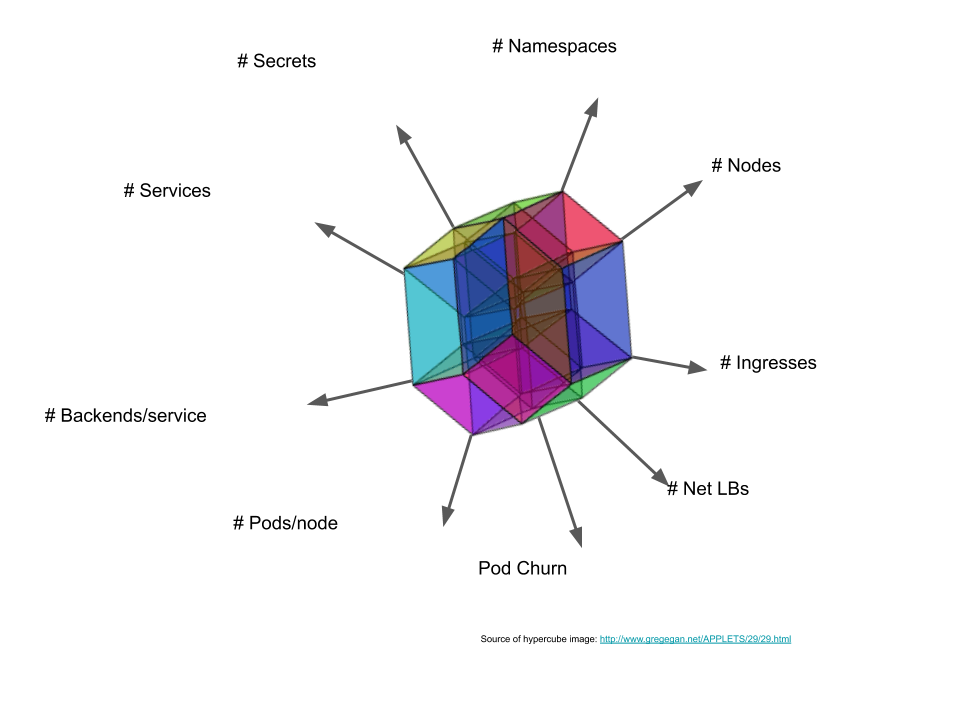 # Namespaces
# Secrets
# Nodes
# Services
# Ingresses
# Backends/service
# Net LBs
# Pods/node
Pod Churn
Source of hypercube image: http://www.gregegan.net/APPLETS/29/29.html